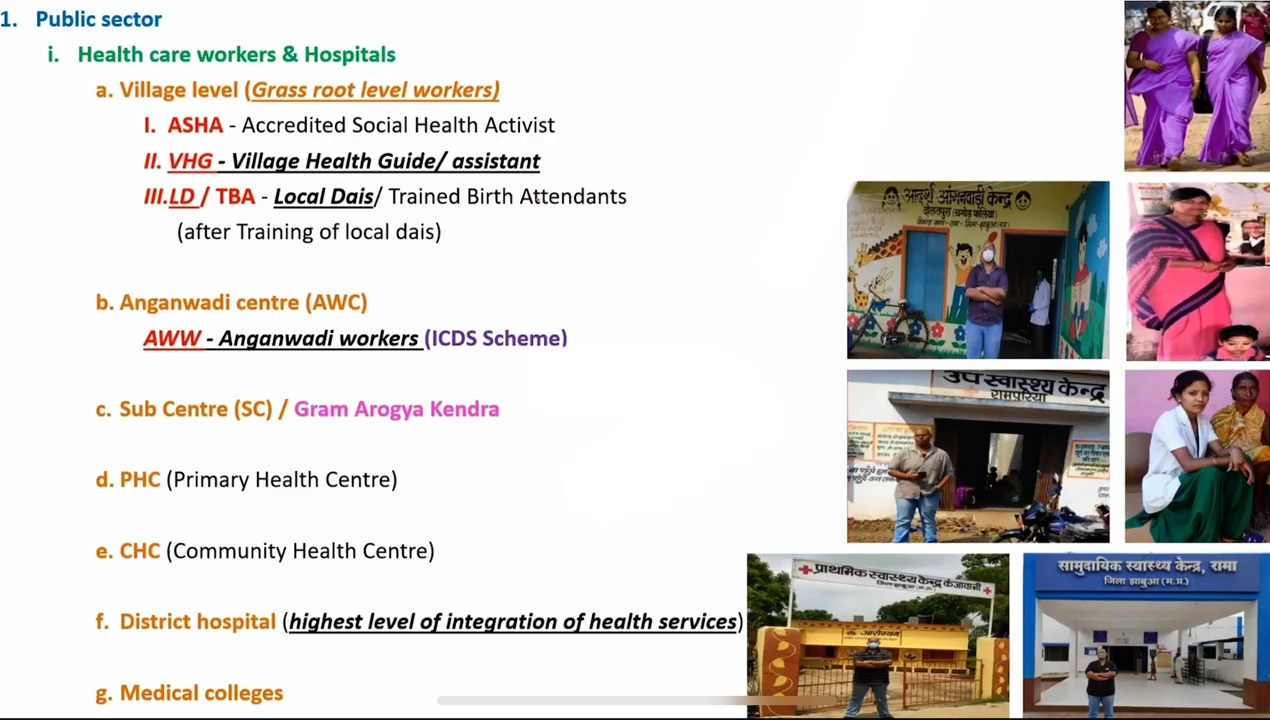 1. Public sector
i. Health care workers & Hospitals
a. Village level (Grass root level workers)
I. ASHA - Accredited Social Health Activist
II. VHG - Village Health Guide/ assistant
III.LD / TBA - Local Dais/ Trained Birth Attendants
(after Training of local dais)
b. Anganwadi centre (AWC)
AWW - Anganwadi workers (ICDS Scheme)
c. Sub Centre (SC) / Gram Arogya Kendra
d. PHC (Primary Health Centre)
e. CHC (Community Health Centre)
f. District hospital (highest level of integration of health services)
g. Medical colleges
आदर्श आंगनवाडी केन्द्र
उप स्वास्थ्य केन्द्र
रामपुरिया
प्राथमिक स्वास्थ्य केन्द्र
सामुदायिक स्वास्थ्य केन्द्र, रामा
जिला झाबुआ (म.प्र.)